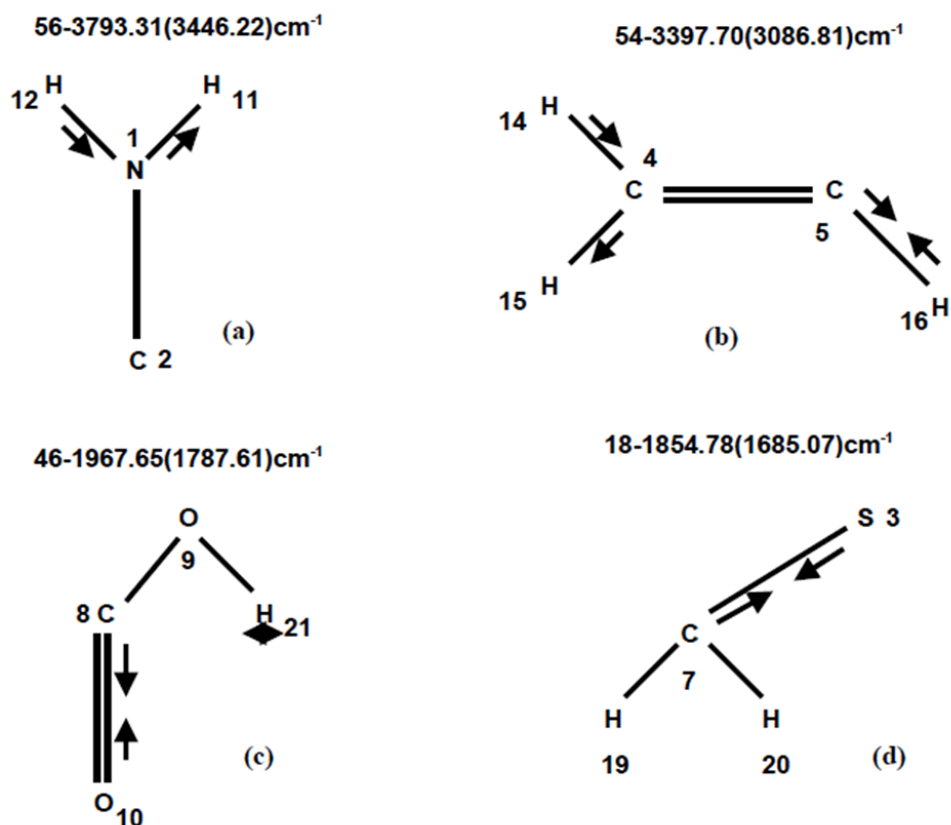 56-3793.31(3446.22)cm⁻¹
H H
12 11
1
N
C 2
(a)
54-3397.70(3086.81)cm⁻¹
H
14
4
C C
5
H
15
16 H
(b)
46-1967.65(1787.61)cm⁻¹
O
9
8 C H 21
O 10
(c)
18-1854.78(1685.07)cm⁻¹
S 3
C
7
H H
19 20
(d)